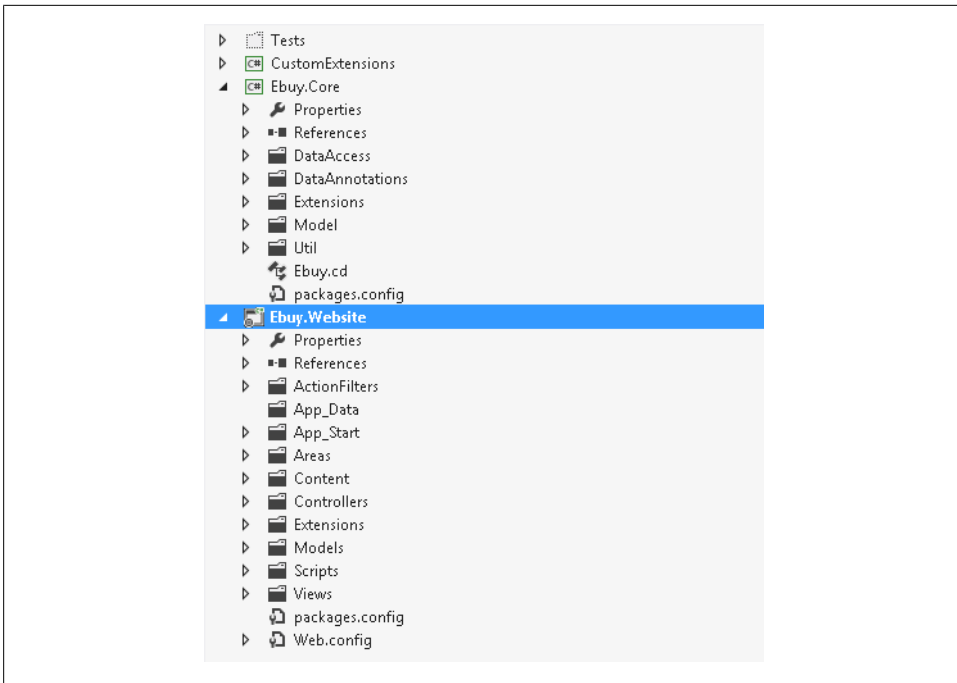 Tests
C# CustomExtensions
C# Ebuy.Core
Properties
References
DataAccess
DataAnnotations
Extensions
Model
Util
Ebuy.cd
packages.config
Ebuy.Website
Properties
References
ActionFilters
App_Data
App_Start
Areas
Content
Controllers
Extensions
Models
Scripts
Views
packages.config
Web.config